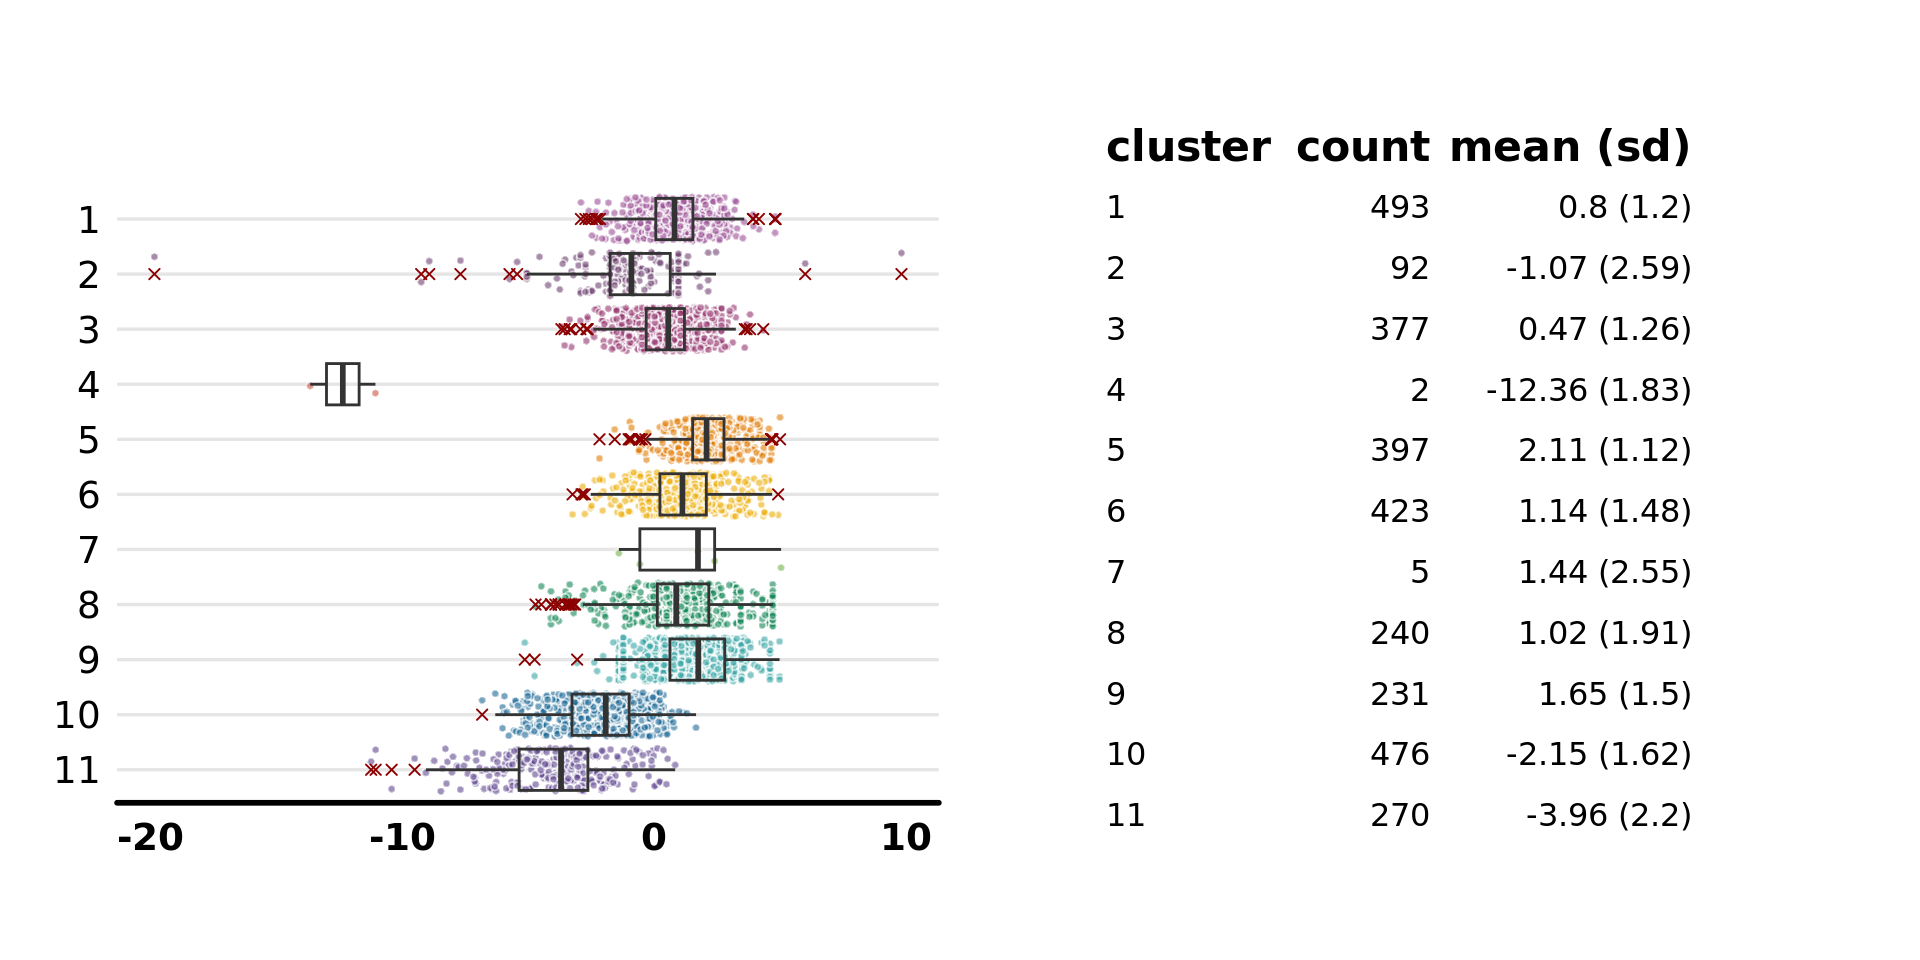 cluster count mean (sd)
1 493 0.8 (1.2)
2 92 -1.07 (2.59)
3 377 0.47 (1.26)
4 2 -12.36 (1.83)
5 397 2.11 (1.12)
6 423 1.14 (1.48)
7 5 1.44 (2.55)
8 240 1.02 (1.91)
9 231 1.65 (1.5)
10 476 -2.15 (1.62)
11 270 -3.96 (2.2)
1
2
3
4
5
6
7
8
9
10
11
-20 -10 0 10